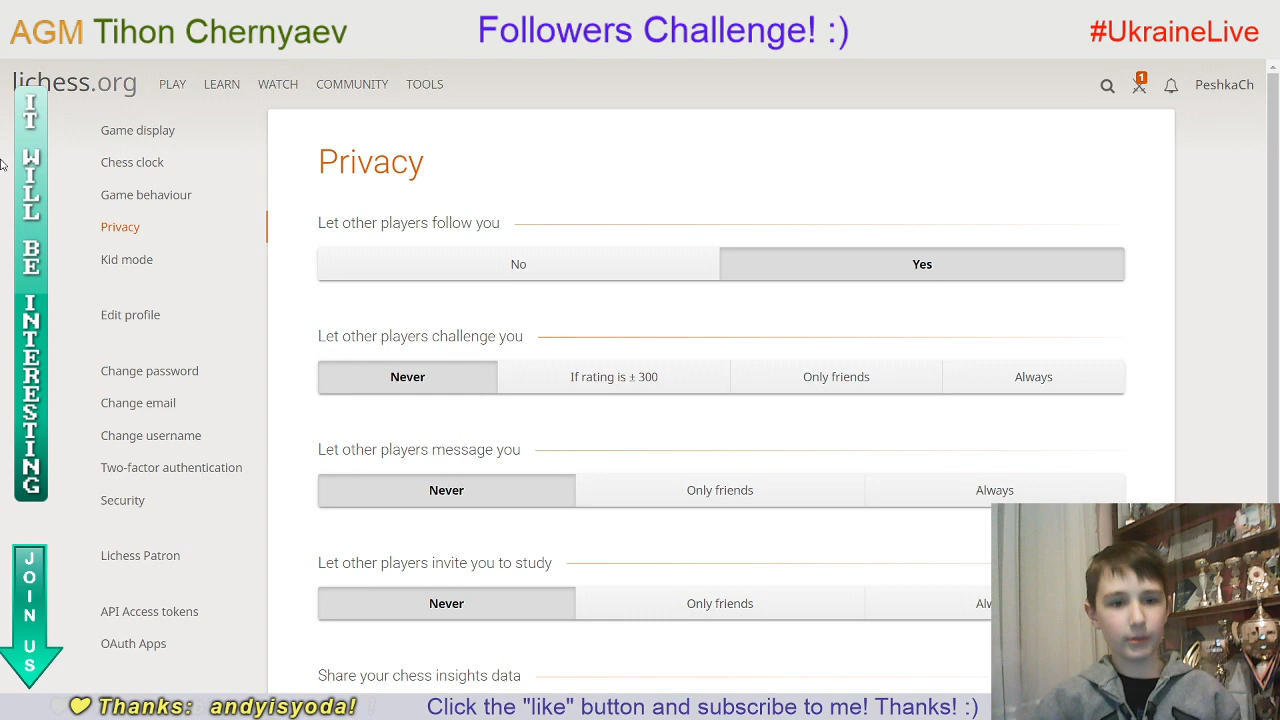 AGM Tihon Chernyaev
Followers Challenge! :)
#UkraineLive
lichess.org
PLAY LEARN WATCH COMMUNITY TOOLS
1
PeshkaCh
IT WILL BE INTERESTING
JOIN US
Game display
Chess clock
Game behaviour
Privacy
Kid mode
Edit profile
Change password
Change email
Change username
Two-factor authentication
Security
Lichess Patron
API Access tokens
OAuth Apps
Privacy
Let other players follow you
No Yes
Let other players challenge you
Never If rating is ± 300 Only friends Always
Let other players message you
Never Only friends Always
Let other players invite you to study
Never Only friends
Share your chess insights data
Thanks: andyisyoda!
Click the "like" button and subscribe to me! Thanks! :)